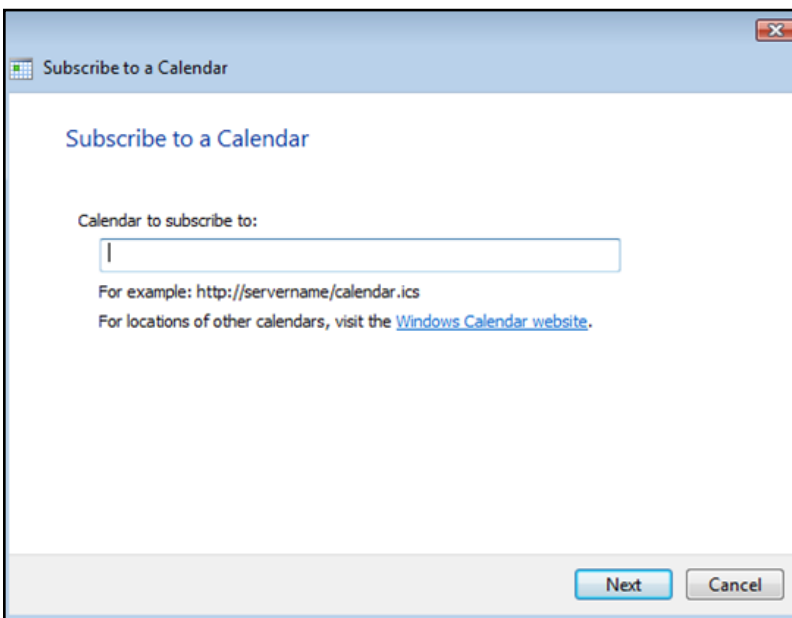 Subscribe to a Calendar
Subscribe to a Calendar
Calendar to subscribe to:
For example: http://servername/calendar.ics
For locations of other calendars, visit the Windows Calendar website.
Next Cancel